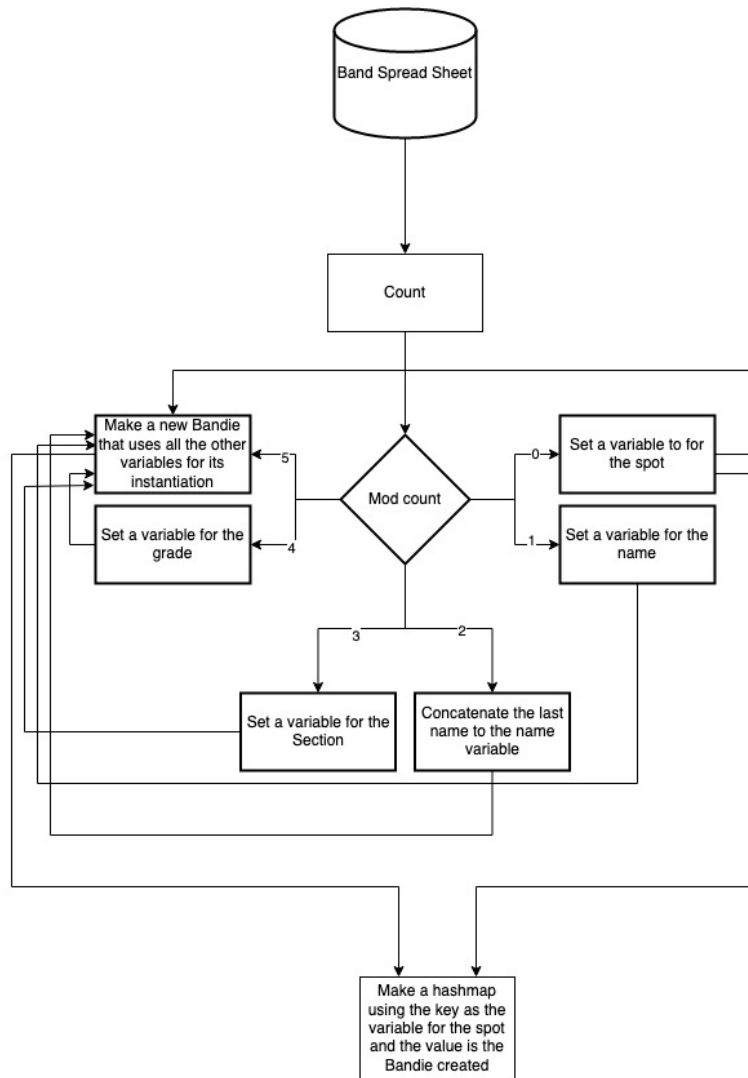 Band Spread Sheet
Count
Make a new Bandie
that uses all the other
variables for its
instantiation
5
Mod count
0
Set a variable to for
the spot
Set a variable for the
grade
4
1
Set a variable for the
name
3
2
Set a variable for the
Section
Concatenate the last
name to the name
variable
Make a hashmap
using the key as the
variable for the spot
and the value is the
Bandie created